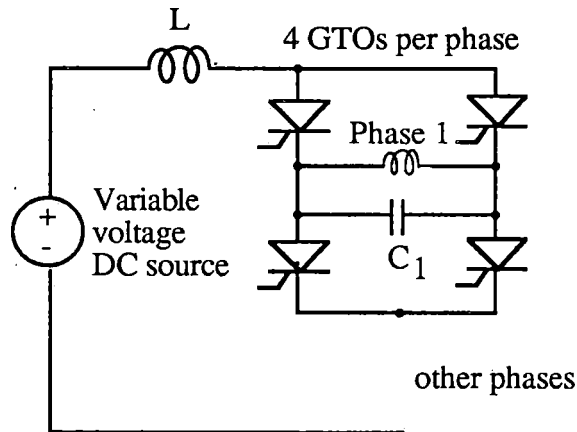 L
4 GTOs per phase
Phase 1
+
Variable
voltage
-
DC source
C1
other phases